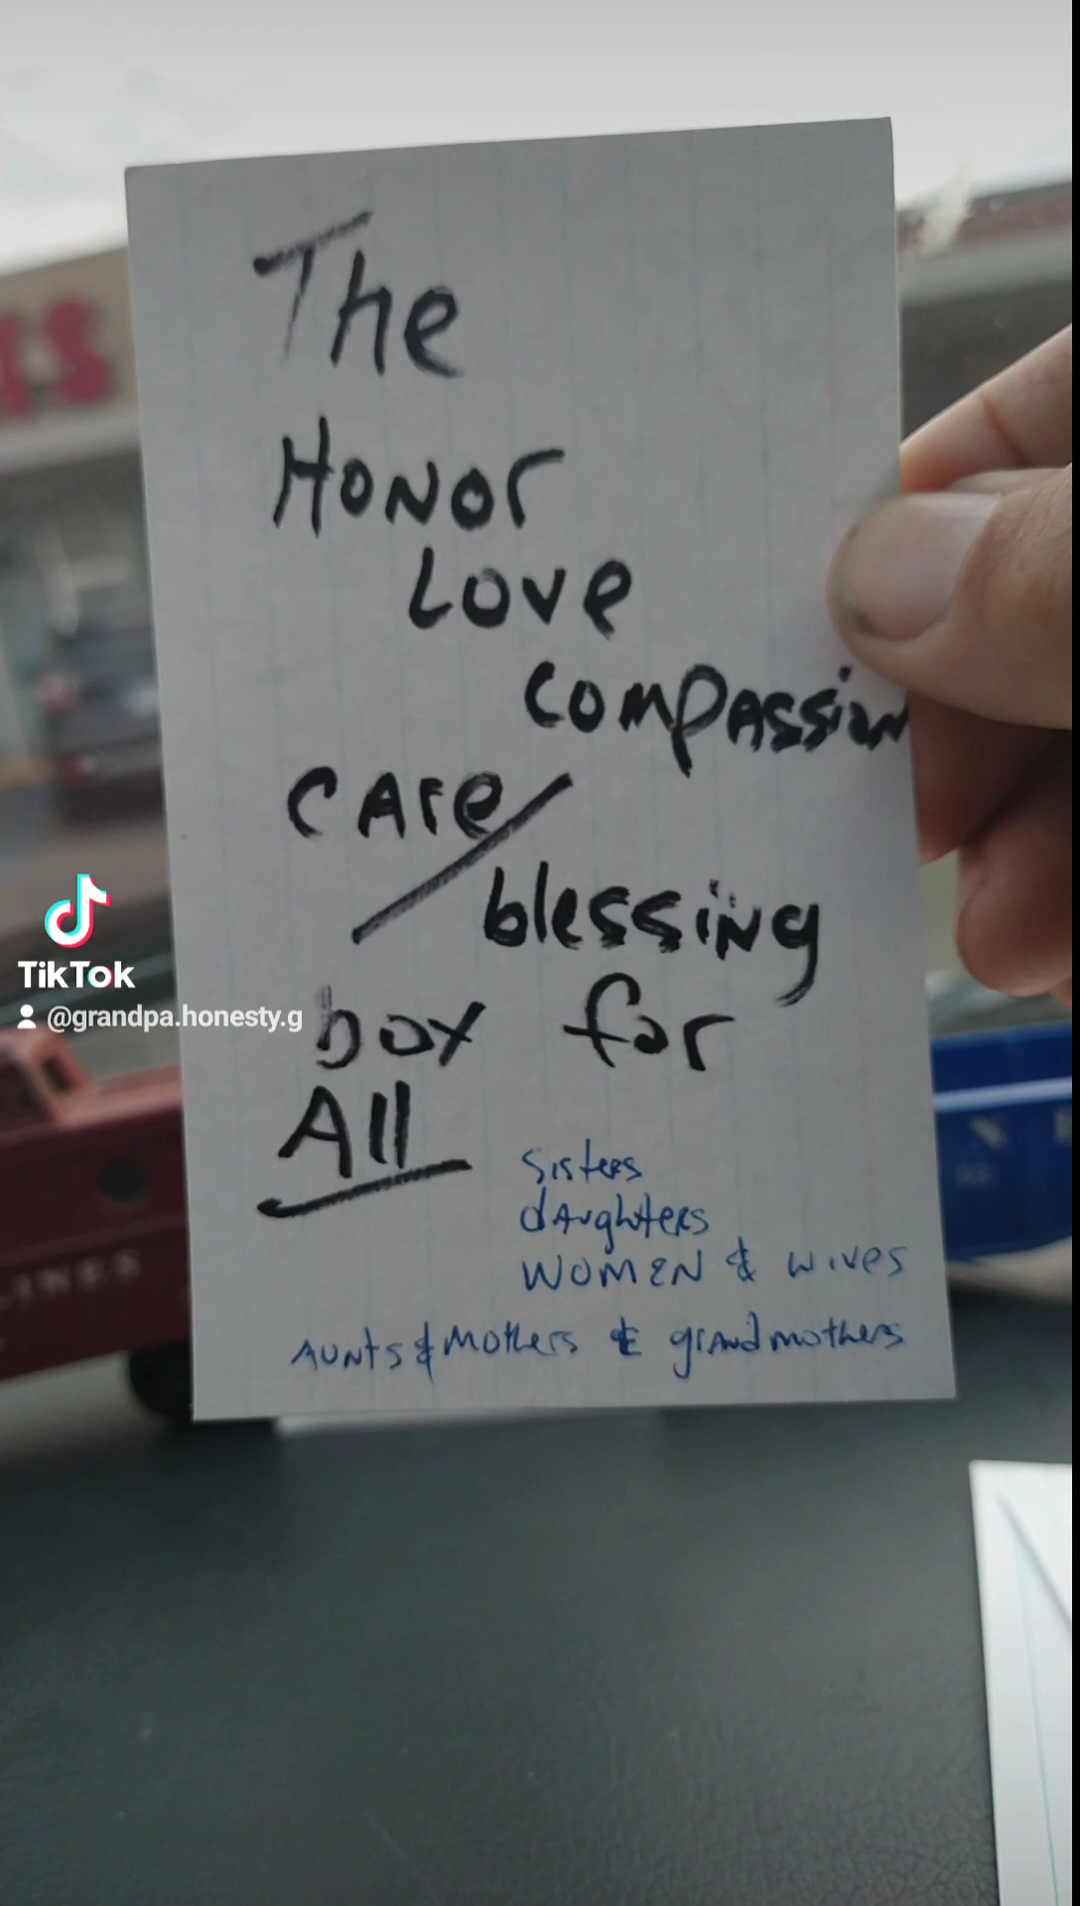 The
HONOr
Love
compassion
CAre/
blessing
box for
All
Sisters
dAughters
WOMEN & wives
AUNts & Mothers & grandmothers
TikTok
@grandpa.honesty.g
LINES